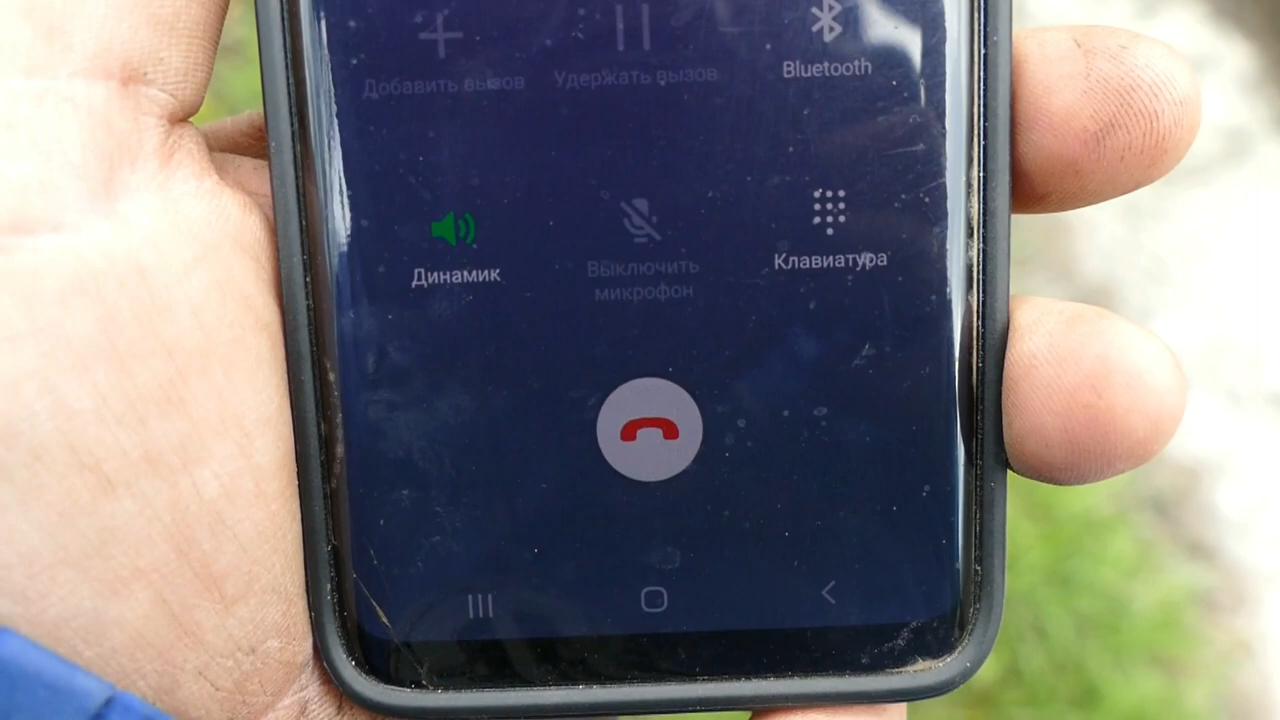 Добавить вызов
Удержать вызов
Bluetooth
Динамик
Выключить
микрофон
Клавиатура